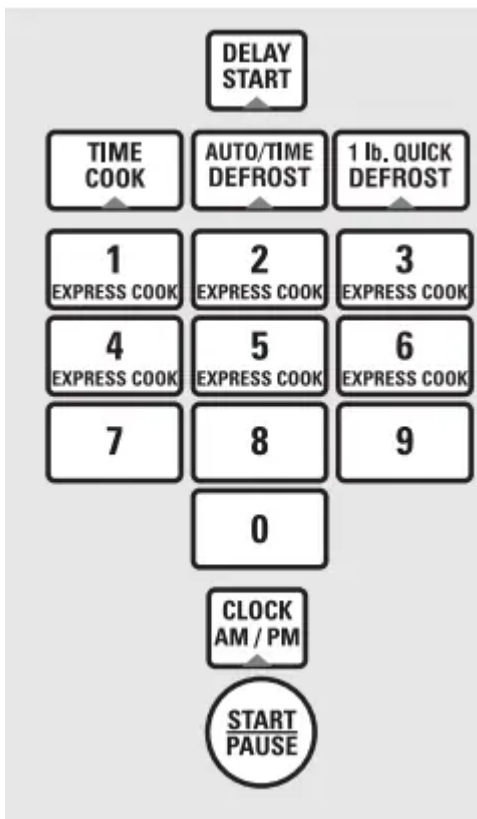 DELAY
START
TIME
COOK
AUTO/TIME
DEFROST
1 lb. QUICK
DEFROST
1
EXPRESS COOK
2
EXPRESS COOK
3
EXPRESS COOK
4
EXPRESS COOK
5
EXPRESS COOK
6
EXPRESS COOK
7
8
9
0
CLOCK
AM / PM
START
PAUSE